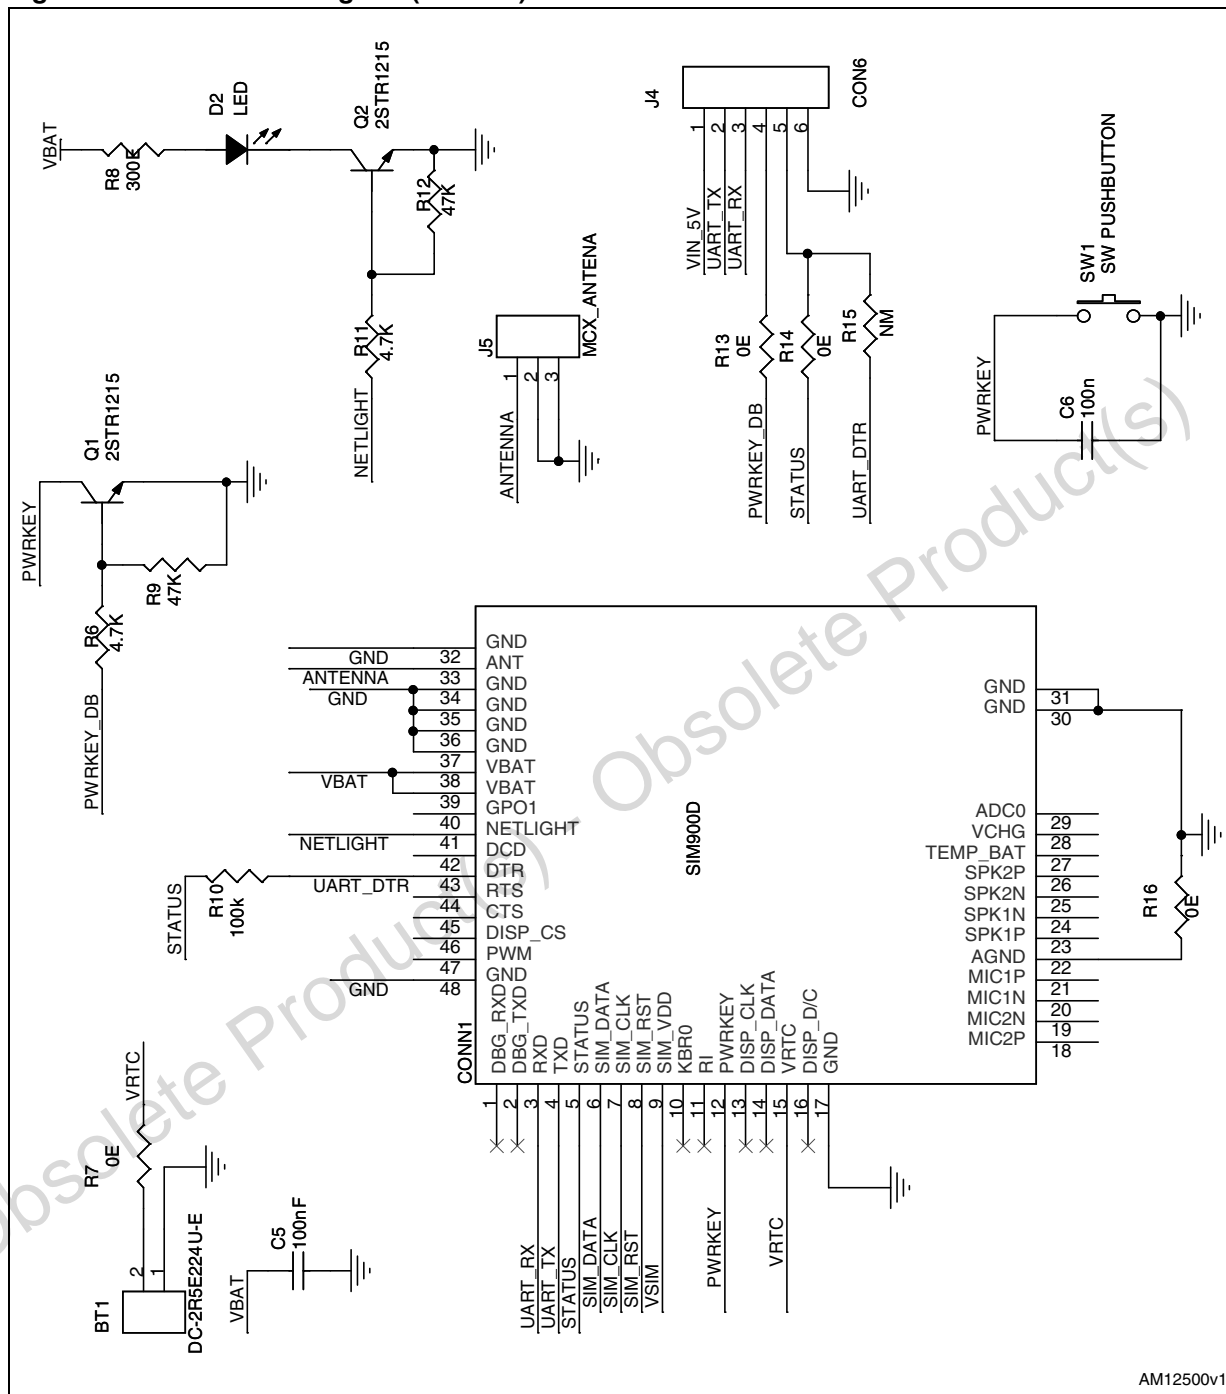 VBAT
R8
300E
D2
LED
Q2
2STR1215
R12
47K
R11
4.7K
NETLIGHT
J4
CON6
1
2
3
4
5
6
VIN_5V
UART_TX
UART_RX
R13
0E
R14
0E
R15
NM
PWRKEY_DB
STATUS
UART_DTR
SW1
SW PUSHBUTTON
PWRKEY
C6
100n
J5
MCX_ANTENA
1
2
3
ANTENNA
Q1
2STR1215
PWRKEY
R9
47K
R6
4.7K
PWRKEY_DB
GND
GND
32
ANT
ANTENNA
33
GND
GND
34
GND
35
GND
36
GND
37
VBAT
VBAT
38
VBAT
39
GPO1
40
NETLIGHT
NETLIGHT
41
DCD
42
DTR
UART_DTR
43
RTS
44
CTS
45
DISP_CS
46
PWM
47
GND
GND
48
STATUS
R10
100k
SIM900D
CONN1
GND
31
GND
30
ADC0
29
VCHG
28
TEMP_BAT
27
SPK2P
26
SPK2N
25
SPK1N
24
SPK1P
23
AGND
22
MIC1P
21
MIC1N
20
MIC2N
19
MIC2P
18
R16
0E
DBG_RXD
DBG_TXD
RXD
TXD
STATUS
SIM_DATA
SIM_CLK
SIM_RST
SIM_VDD
KBR0
RI
PWRKEY
DISP_CLK
DISP_DATA
VRTC
DISP_D/C
GND
1
2
3
4
5
6
7
8
9
10
11
12
13
14
15
16
17
UART_RX
UART_TX
STATUS
SIM_DATA
SIM_CLK
SIM_RST
VSIM
PWRKEY
VRTC
VRTC
R7
0E
2
1
BT1
DC-2R5E224U-E
VBAT
C5
100nF
Obsolete Product(s) - Obsolete Product(s)
AM12500v1